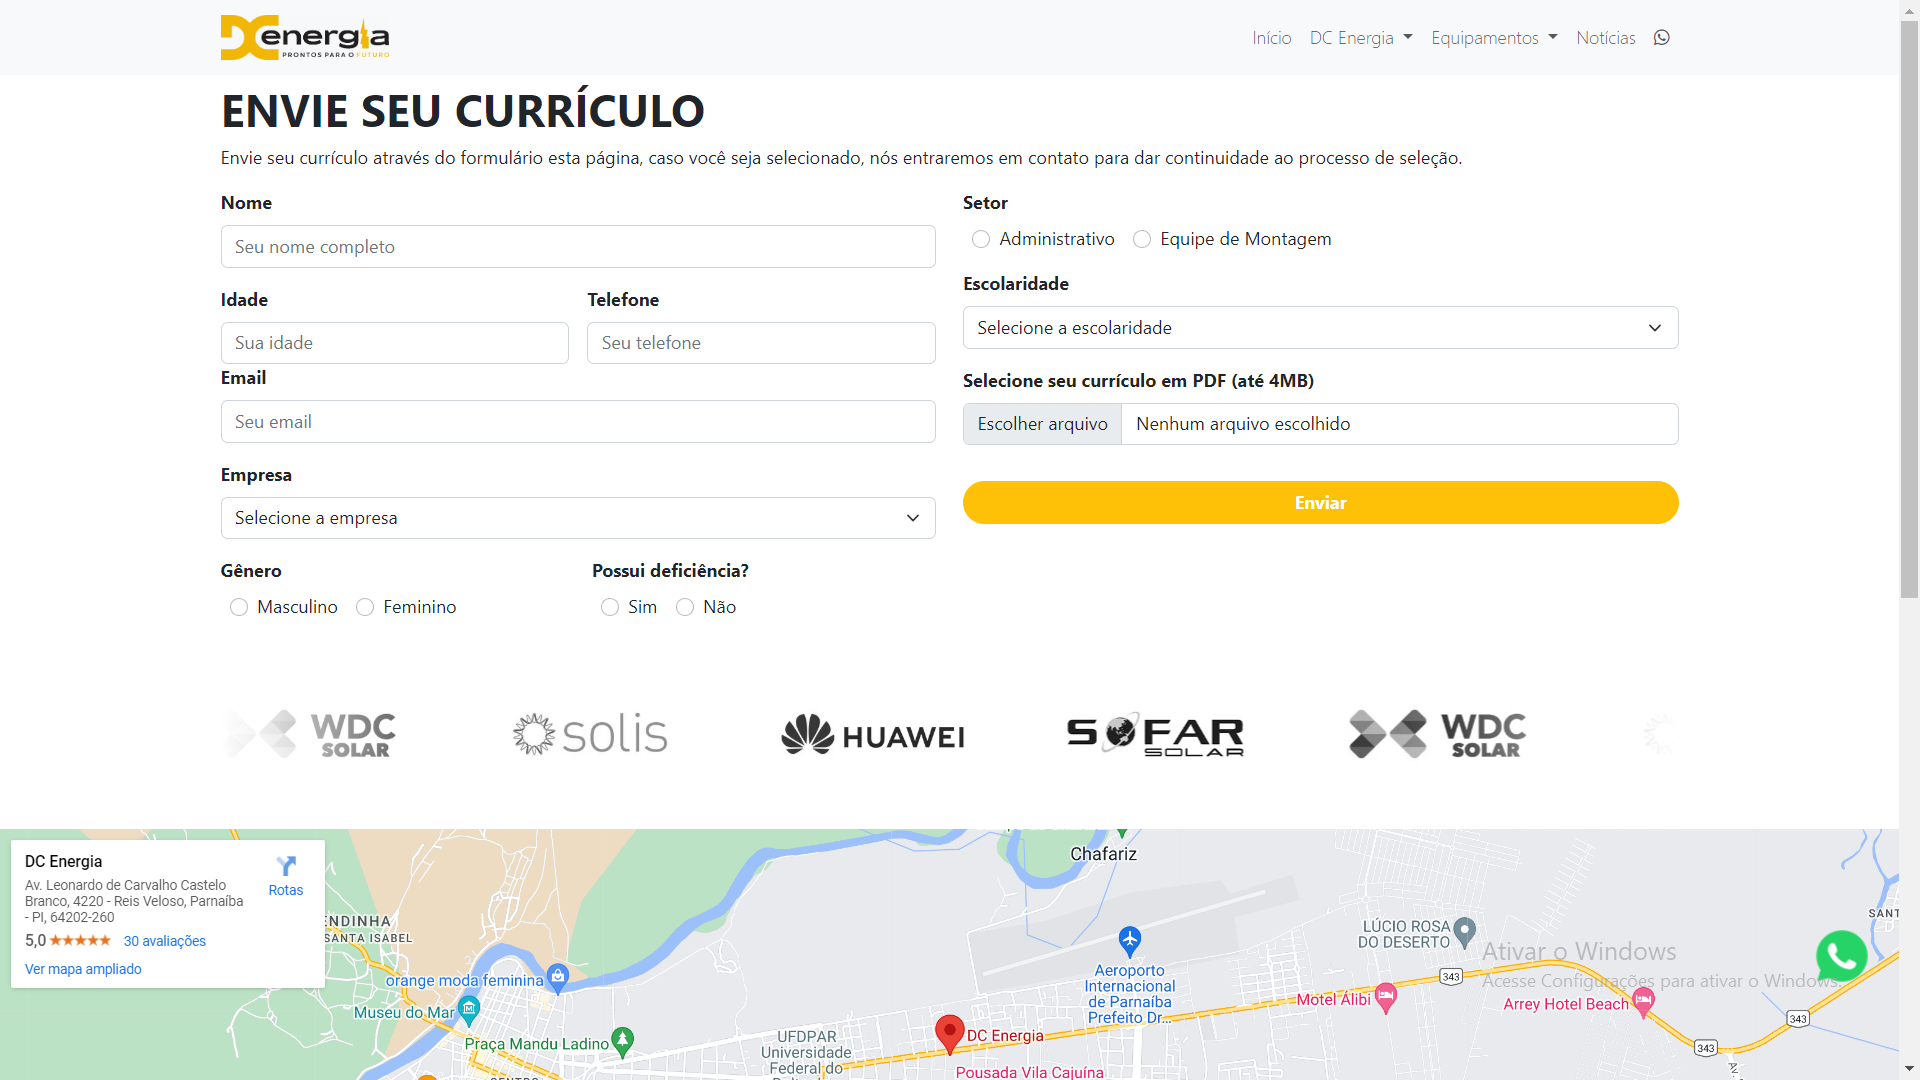 DC energia
PRONTOS PARA O FUTURO
Início
DC Energia
Equipamentos
Notícias
ENVIE SEU CURRÍCULO
Envie seu currículo através do formulário esta página, caso você seja selecionado, nós entraremos em contato para dar continuidade ao processo de seleção.
Nome
Seu nome completo
Idade
Telefone
Sua idade
Seu telefone
Email
Seu email
Empresa
Selecione a empresa
Gênero
Possui deficiência?
Masculino
Feminino
Sim
Não
Setor
Administrativo
Equipe de Montagem
Escolaridade
Selecione a escolaridade
Selecione seu currículo em PDF (até 4MB)
Escolher arquivo
Nenhum arquivo escolhido
Enviar
WDC
SOLAR
solis
HUAWEI
SOFAR
SOLAR
WDC
SOLAR
DC Energia
Av. Leonardo de Carvalho Castelo
Branco, 4220 - Reis Veloso, Parnaíba
- PI, 64202-260
5,0
30 avaliações
Ver mapa ampliado
Rotas
Chafariz
ENDINHA
SANTA ISABEL
orange moda feminina
Museu do Mar
Praça Mandu Ladino
UFDPAR
Universidade
Federal do
Aeroporto
Internacional
de Parnaíba
Prefeito Dr...
DC Energia
Pousada Vila Cajuína
LÚCIO ROSA
DO DESERTO
Motel Álibi
343
Arrey Hotel Beach
343
343
SANT
AV.
Ativar o Windows
Acesse Configurações para ativar o Windows.